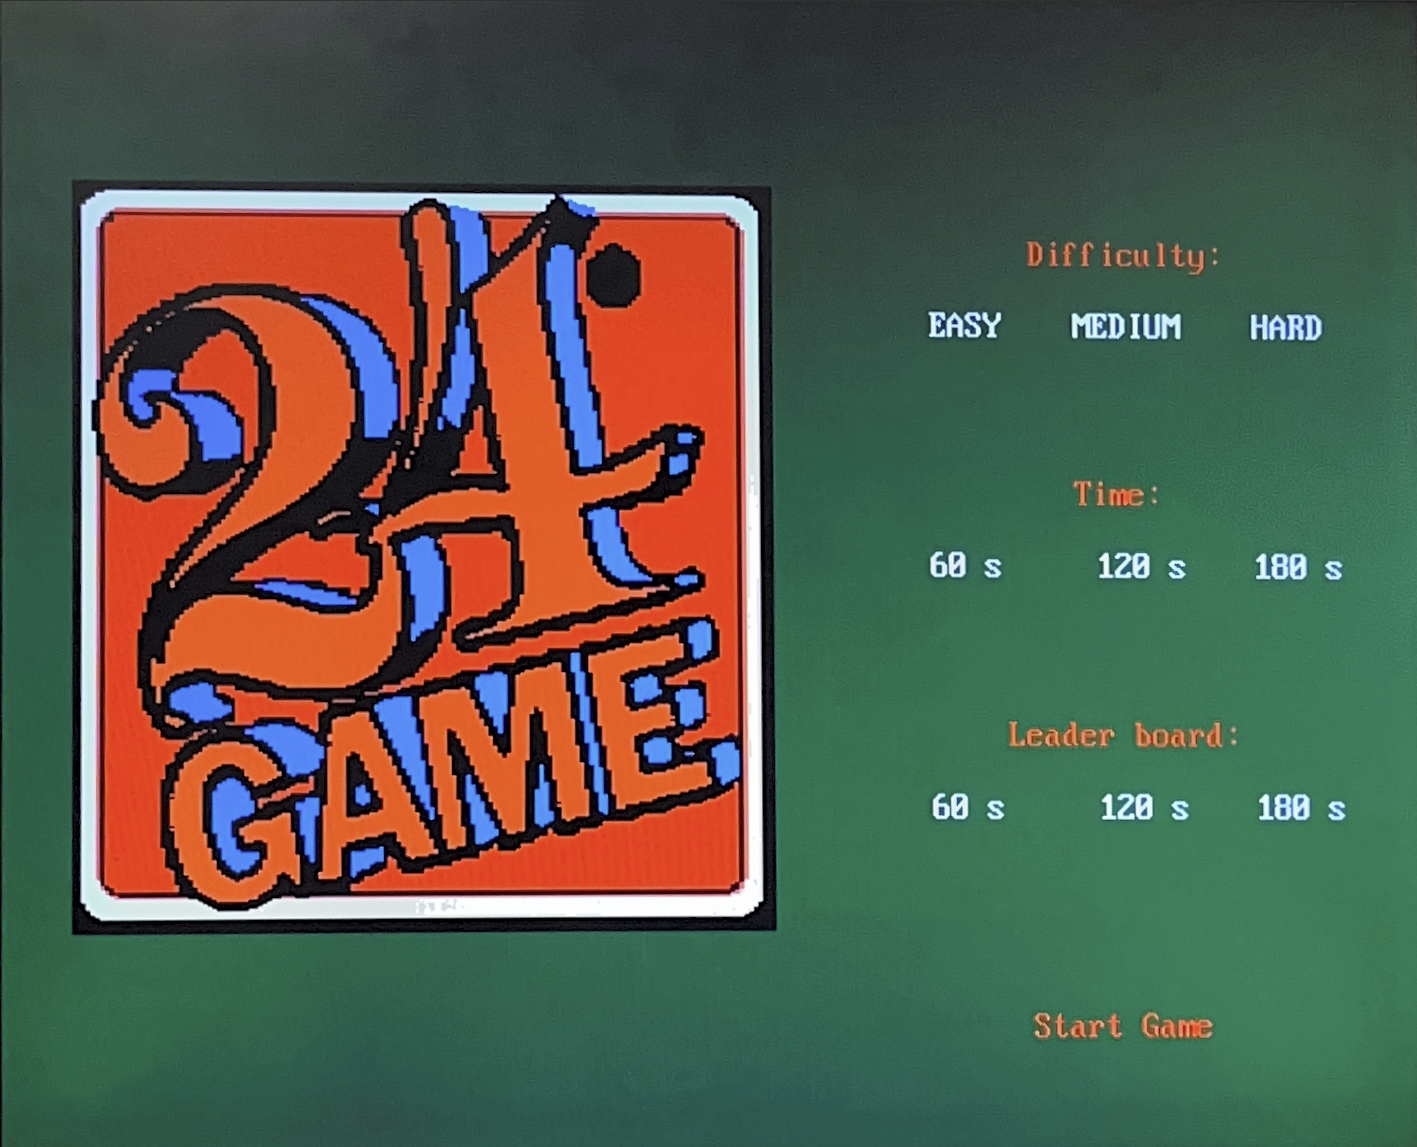 24
GAME
Difficulty:
EASY MEDIUM HARD
Time:
60 s 120 s 180 s
Leader board:
60 s 120 s 180 s
Start Game